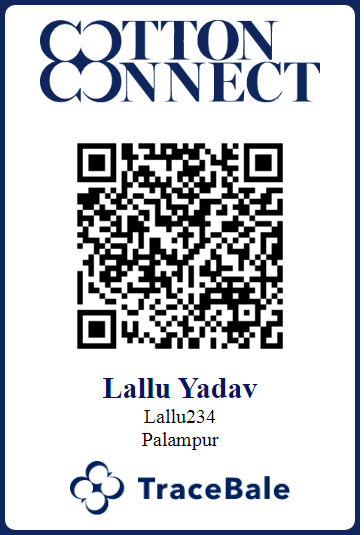 COTTON
CONNECT
Lallu Yadav
Lallu234
Palampur
TraceBale